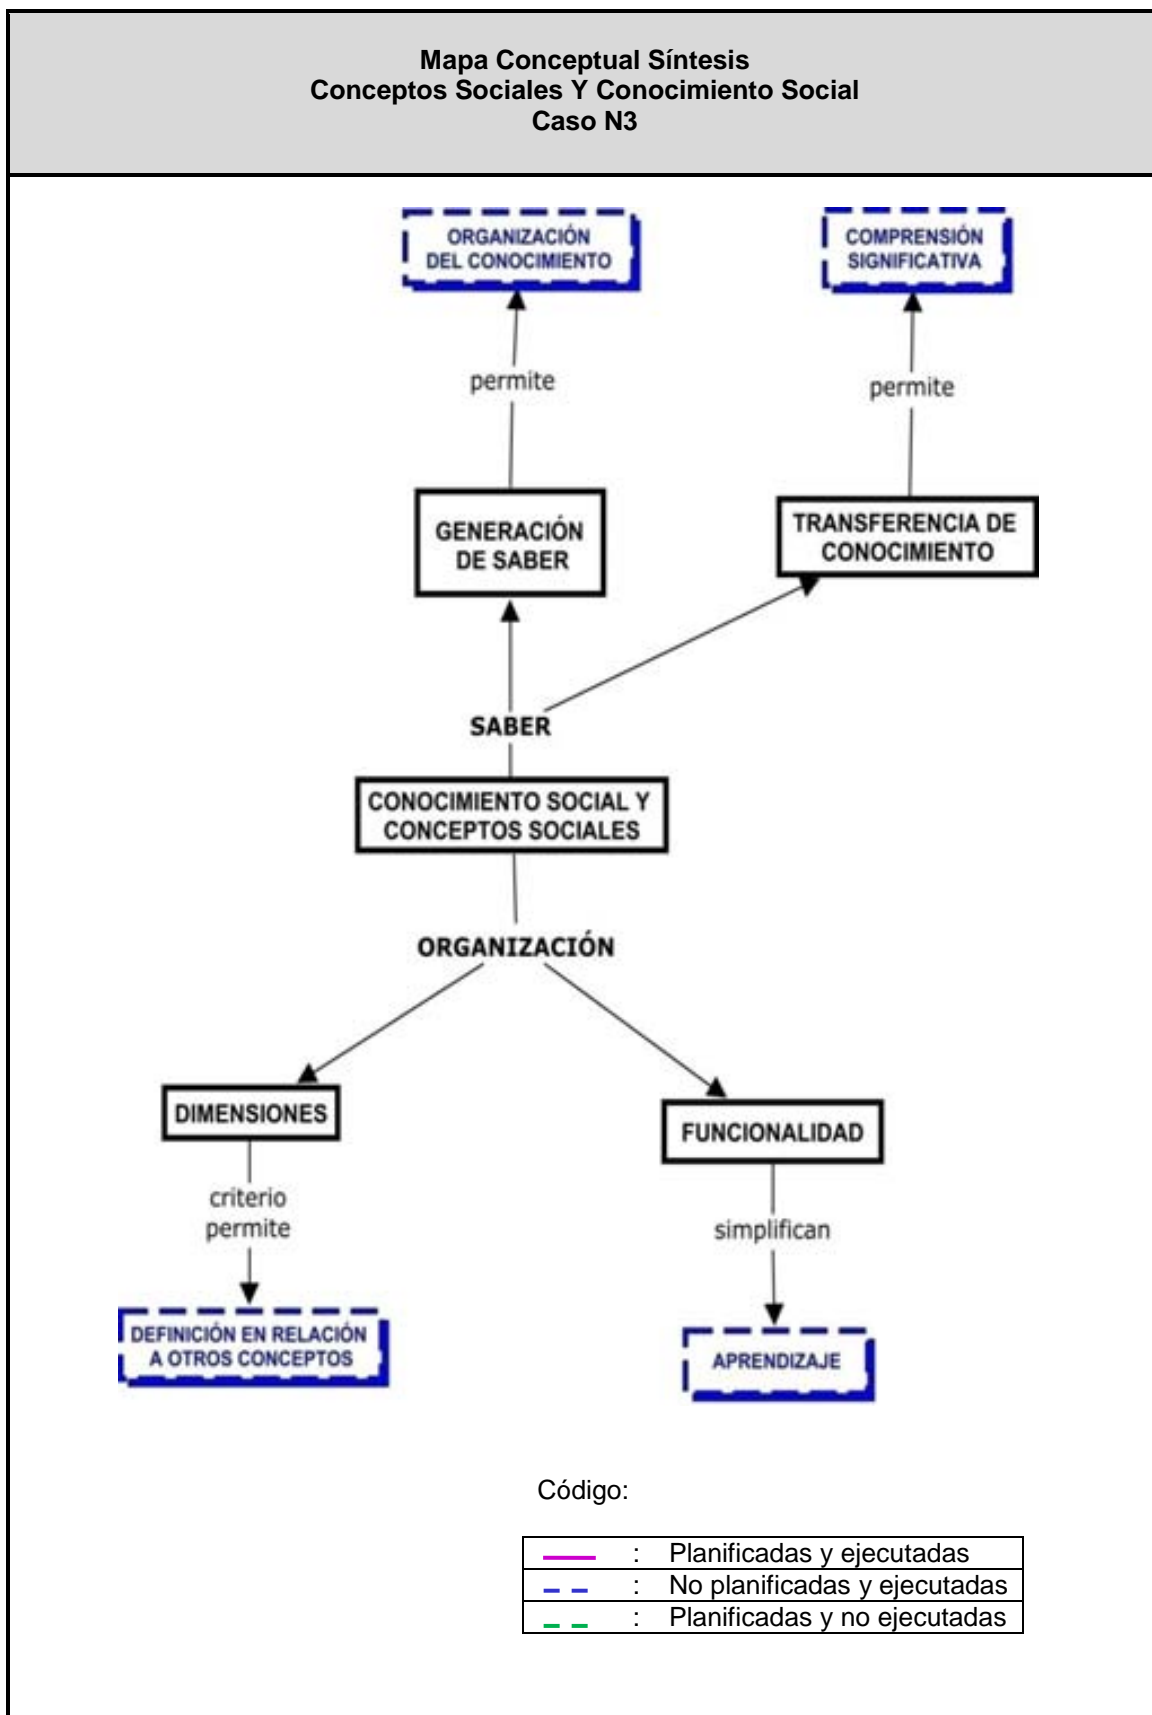 Mapa Conceptual Síntesis
Conceptos Sociales Y Conocimiento Social
Caso N3
ORGANIZACIÓN
DEL CONOCIMIENTO
COMPRENSIÓN
SIGNIFICATIVA
permite
permite
GENERACIÓN
DE SABER
TRANSFERENCIA DE
CONOCIMIENTO
SABER
CONOCIMIENTO SOCIAL Y
CONCEPTOS SOCIALES
ORGANIZACIÓN
DIMENSIONES
FUNCIONALIDAD
criterio
permite
simplifican
DEFINICIÓN EN RELACIÓN
A OTROS CONCEPTOS
APRENDIZAJE
Código:
: Planificadas y ejecutadas
: No planificadas y ejecutadas
: Planificadas y no ejecutadas